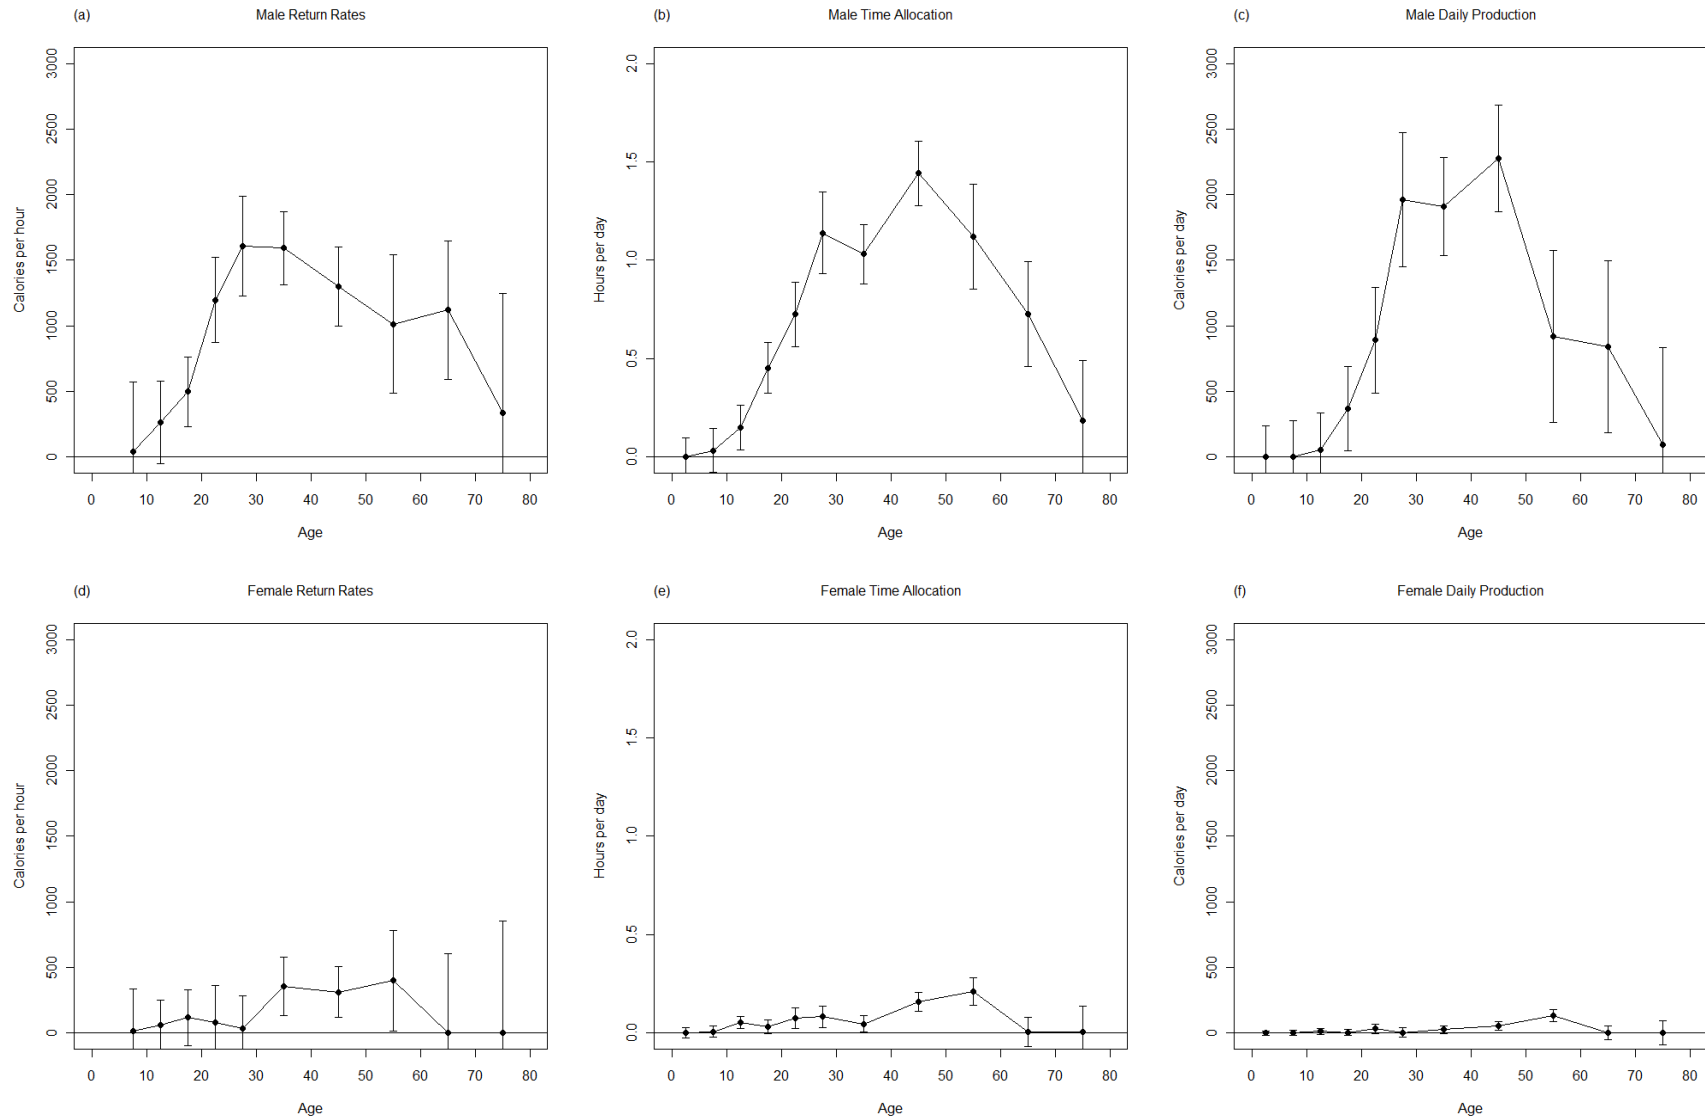 (a) Male Return Rates
Calories per hour
3000
2500
2000
1500
1000
500
0
0 10 20 30 40 50 60 70 80
Age
(b) Male Time Allocation
Hours per day
2.0
1.5
1.0
0.5
0.0
0 10 20 30 40 50 60 70 80
Age
(c) Male Daily Production
Calories per day
3000
2500
2000
1500
1000
500
0
0 10 20 30 40 50 60 70 80
Age
(d) Female Return Rates
Calories per hour
3000
2500
2000
1500
1000
500
0
0 10 20 30 40 50 60 70 80
Age
(e) Female Time Allocation
Hours per day
2.0
1.5
1.0
0.5
0.0
0 10 20 30 40 50 60 70 80
Age
(f) Female Daily Production
Calories per day
3000
2500
2000
1500
1000
500
0
0 10 20 30 40 50 60 70 80
Age